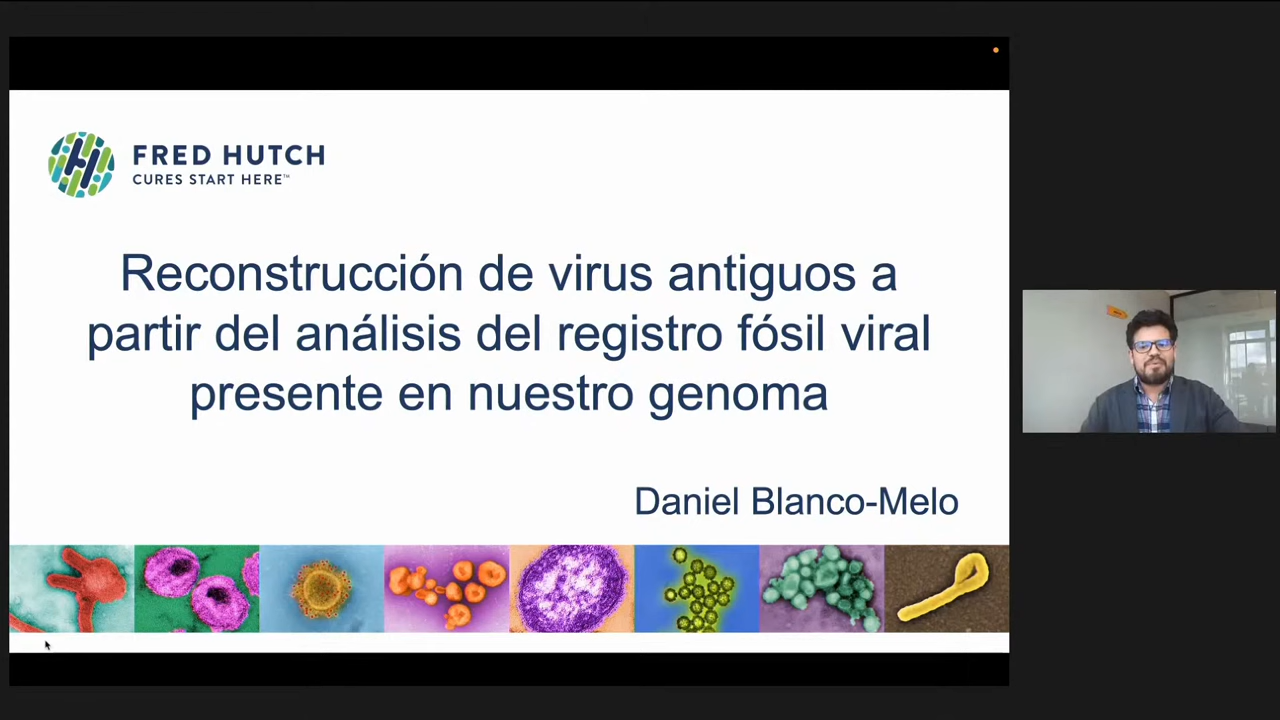 FRED HUTCH
CURES START HERE™
Reconstrucción de virus antiguos a
partir del análisis del registro fósil viral
presente en nuestro genoma
Daniel Blanco-Melo